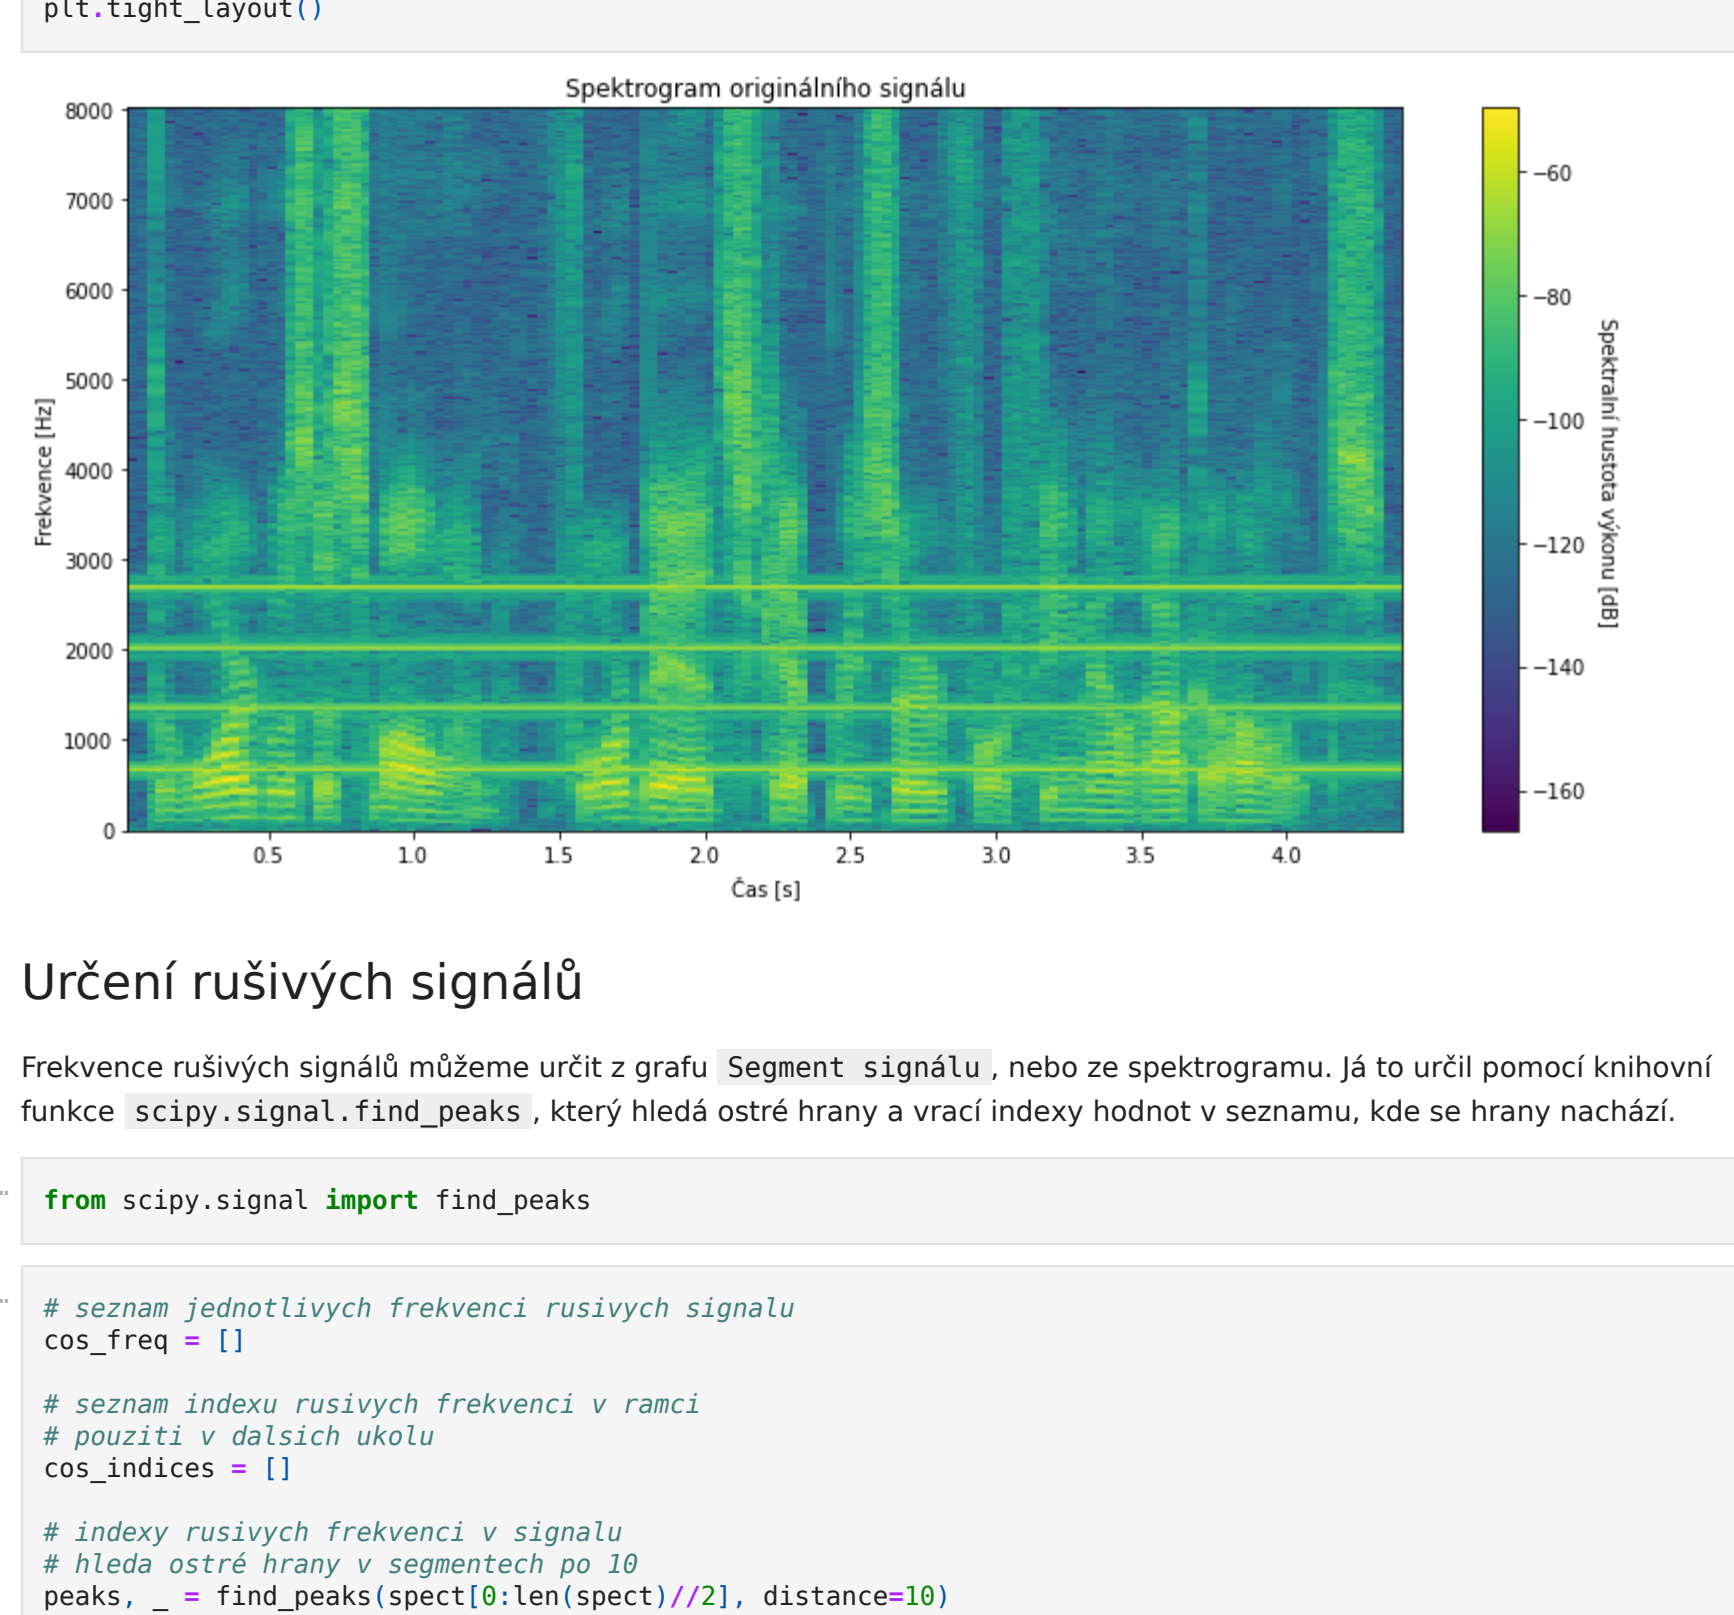 plt.tight_layout()
Spektrogram originálního signálu
8000
7000
6000
5000
4000
3000
2000
1000
0
Frekvence [Hz]
0.5 1.0 1.5 2.0 2.5 3.0 3.5 4.0
Čas [s]
−60
−80
−100
−120
−140
−160
Spektralní hustota výkonu [dB]
Určení rušivých signálů
Frekvence rušivých signálů můžeme určit z grafu Segment signálu, nebo ze spektrogramu. Já to určil pomocí knihovní
funkce scipy.signal.find_peaks, který hledá ostré hrany a vrací indexy hodnot v seznamu, kde se hrany nachází.
from scipy.signal import find_peaks
# seznam jednotlivych frekvenci rusivych signalu
cos_freq = []
# seznam indexu rusivych frekvenci v ramci
# pouziti v dalsich ukolu
cos_indices = []
# indexy rusivych frekvenci v signalu
# hleda ostré hrany v segmentech po 10
peaks, _ = find_peaks(spect[0:len(spect)//2], distance=10)